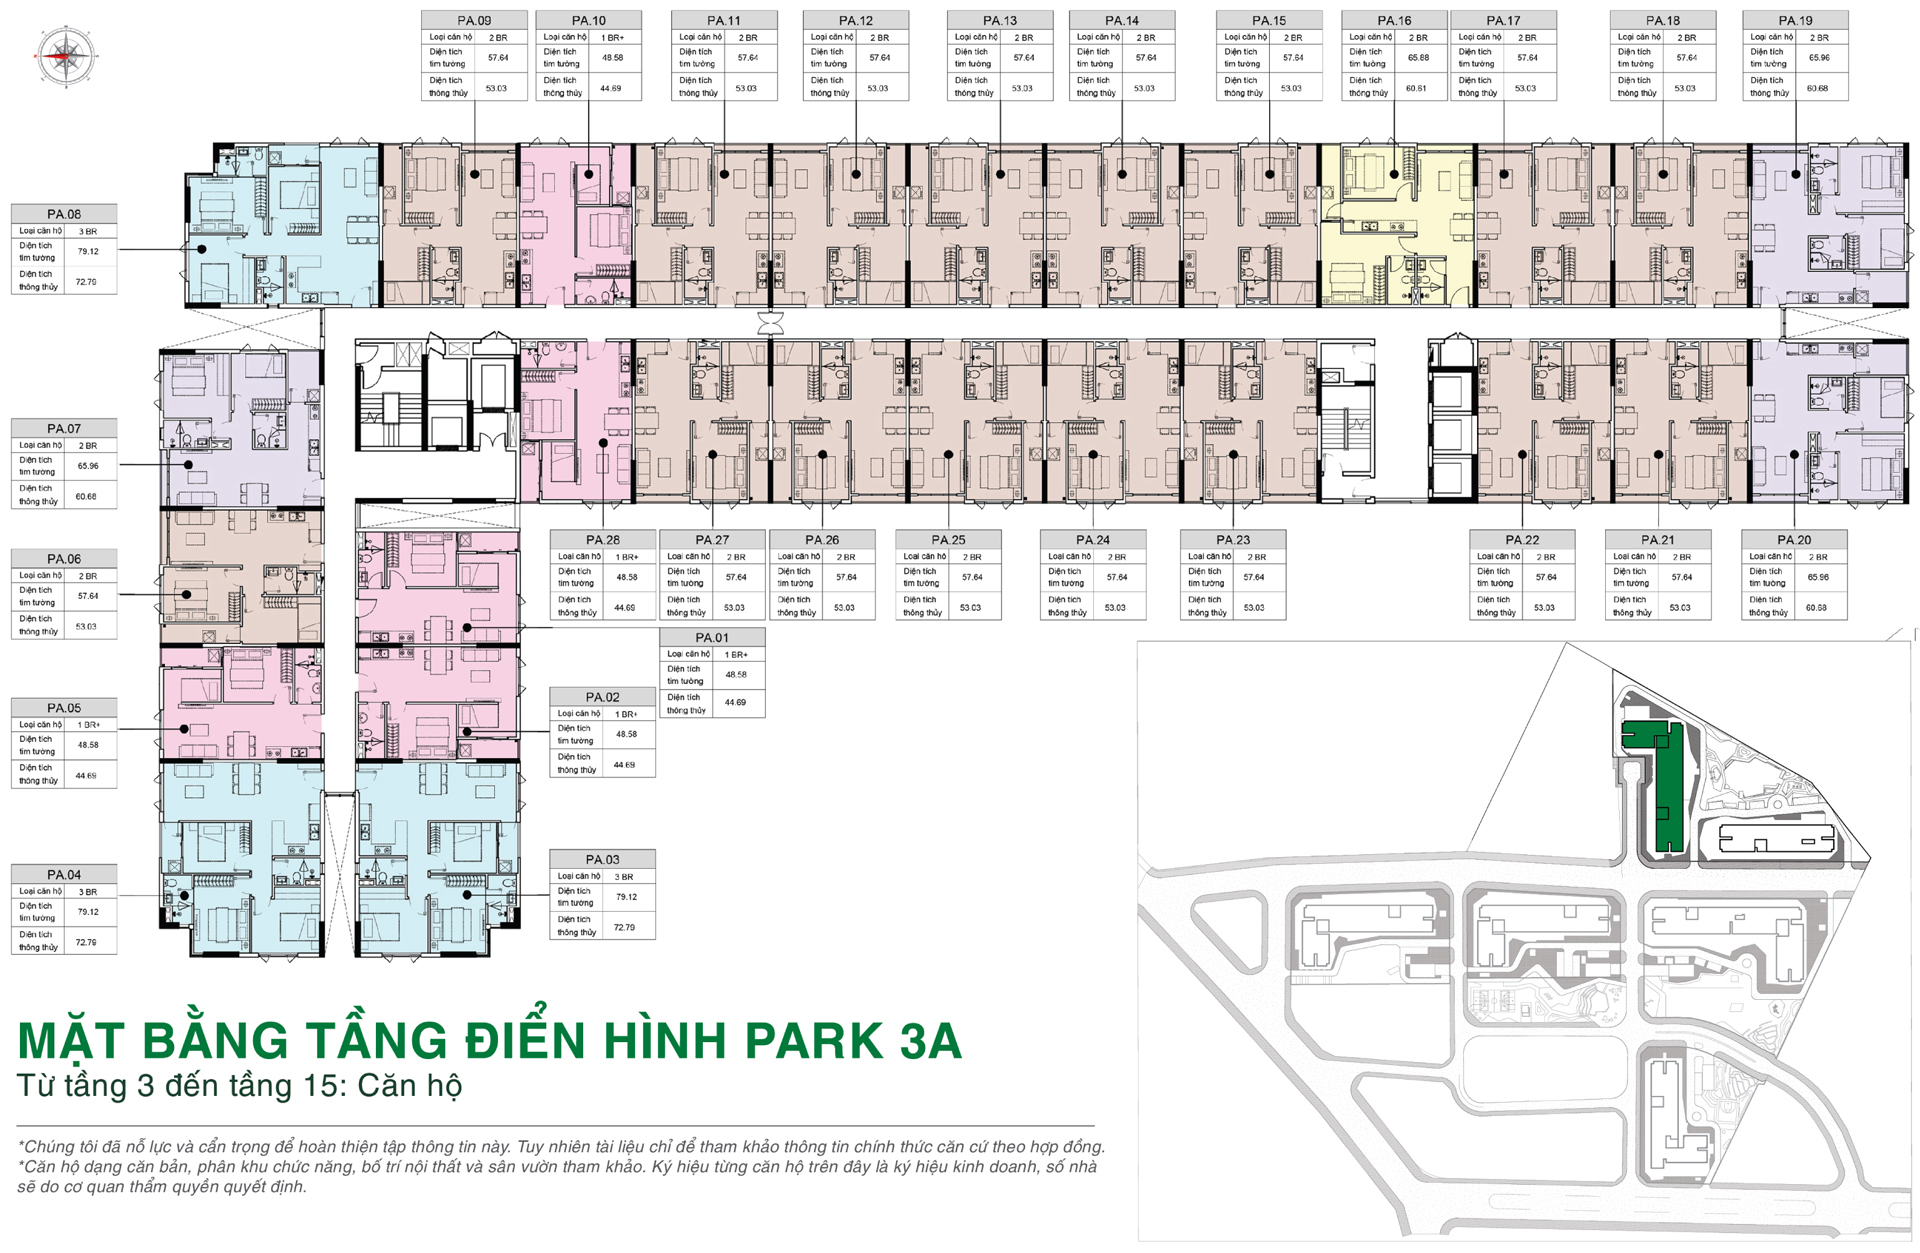 PA.09
Loại căn hộ 2 BR
Diện tích tim tường 57.64
Diện tích thông thủy 53.03
PA.10
Loại căn hộ 1 BR+
Diện tích tim tường 48.58
Diện tích thông thủy 44.69
PA.11
Loại căn hộ 2 BR
Diện tích tim tường 57.64
Diện tích thông thủy 53.03
PA.12
Loại căn hộ 2 BR
Diện tích tim tường 57.64
Diện tích thông thủy 53.03
PA.13
Loại căn hộ 2 BR
Diện tích tim tường 57.64
Diện tích thông thủy 53.03
PA.14
Loại căn hộ 2 BR
Diện tích tim tường 57.64
Diện tích thông thủy 53.03
PA.15
Loại căn hộ 2 BR
Diện tích tim tường 57.64
Diện tích thông thủy 53.03
PA.16
Loại căn hộ 2 BR
Diện tích tim tường 65.88
Diện tích thông thủy 60.61
PA.17
Loại căn hộ 2 BR
Diện tích tim tường 57.64
Diện tích thông thủy 53.03
PA.18
Loại căn hộ 2 BR
Diện tích tim tường 57.64
Diện tích thông thủy 53.03
PA.19
Loại căn hộ 2 BR
Diện tích tim tường 65.96
Diện tích thông thủy 60.68
PA.08
Loại căn hộ 3 BR
Diện tích tim tường 79.12
Diện tích thông thủy 72.79
PA.07
Loại căn hộ 2 BR
Diện tích tim tường 65.96
Diện tích thông thủy 60.68
PA.06
Loại căn hộ 2 BR
Diện tích tim tường 57.64
Diện tích thông thủy 53.03
PA.05
Loại căn hộ 1 BR+
Diện tích tim tường 48.58
Diện tích thông thủy 44.69
PA.04
Loại căn hộ 3 BR
Diện tích tim tường 79.12
Diện tích thông thủy 72.79
PA.28
Loại căn hộ 1 BR+
Diện tích tim tường 48.58
Diện tích thông thủy 44.69
PA.27
Loại căn hộ 2 BR
Diện tích tim tường 57.64
Diện tích thông thủy 53.03
PA.26
Loại căn hộ 2 BR
Diện tích tim tường 57.64
Diện tích thông thủy 53.03
PA.25
Loại căn hộ 2 BR
Diện tích tim tường 57.64
Diện tích thông thủy 53.03
PA.24
Loại căn hộ 2 BR
Diện tích tim tường 57.64
Diện tích thông thủy 53.03
PA.23
Loại căn hộ 2 BR
Diện tích tim tường 57.64
Diện tích thông thủy 53.03
PA.22
Loại căn hộ 2 BR
Diện tích tim tường 57.64
Diện tích thông thủy 53.03
PA.21
Loại căn hộ 2 BR
Diện tích tim tường 57.64
Diện tích thông thủy 53.03
PA.20
Loại căn hộ 2 BR
Diện tích tim tường 65.96
Diện tích thông thủy 60.68
PA.01
Loại căn hộ 1 BR+
Diện tích tim tường 48.58
Diện tích thông thủy 44.69
PA.02
Loại căn hộ 1 BR+
Diện tích tim tường 48.58
Diện tích thông thủy 44.69
PA.03
Loại căn hộ 3 BR
Diện tích tim tường 79.12
Diện tích thông thủy 72.79
MẶT BẰNG TẦNG ĐIỂN HÌNH PARK 3A
Từ tầng 3 đến tầng 15: Căn hộ
*Chúng tôi đã nỗ lực và cẩn trọng để hoàn thiện tập thông tin này. Tuy nhiên tài liệu chỉ để tham khảo thông tin chính thức căn cứ theo hợp đồng.
*Căn hộ dạng căn bản, phân khu chức năng, bố trí nội thất và sân vườn tham khảo. Ký hiệu từng căn hộ trên đây là ký hiệu kinh doanh, số nhà
sẽ do cơ quan thẩm quyền quyết định.